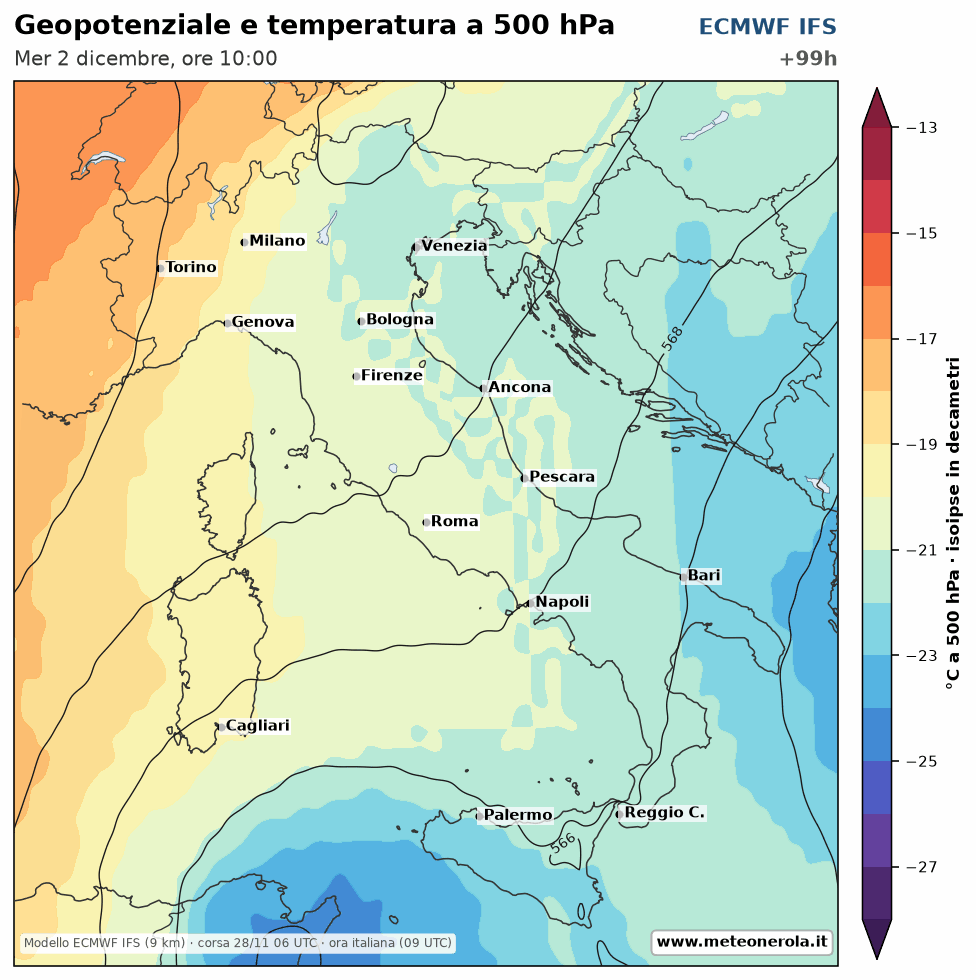 Geopotenziale e temperatura a 500 hPa
ECMWF IFS
Mer 2 dicembre, ore 10:00
+99h
Milano
Venezia
Torino
Genova
Bologna
Firenze
Ancona
568
Pescara
Roma
Bari
Napoli
Cagliari
Palermo
Reggio C.
566
Modello ECMWF IFS (9 km) · corsa 28/11 06 UTC · ora italiana (09 UTC)
www.meteonerola.it
−13
−15
−17
−19
−21
−23
−25
−27
°C a 500 hPa · isoipse in decametri